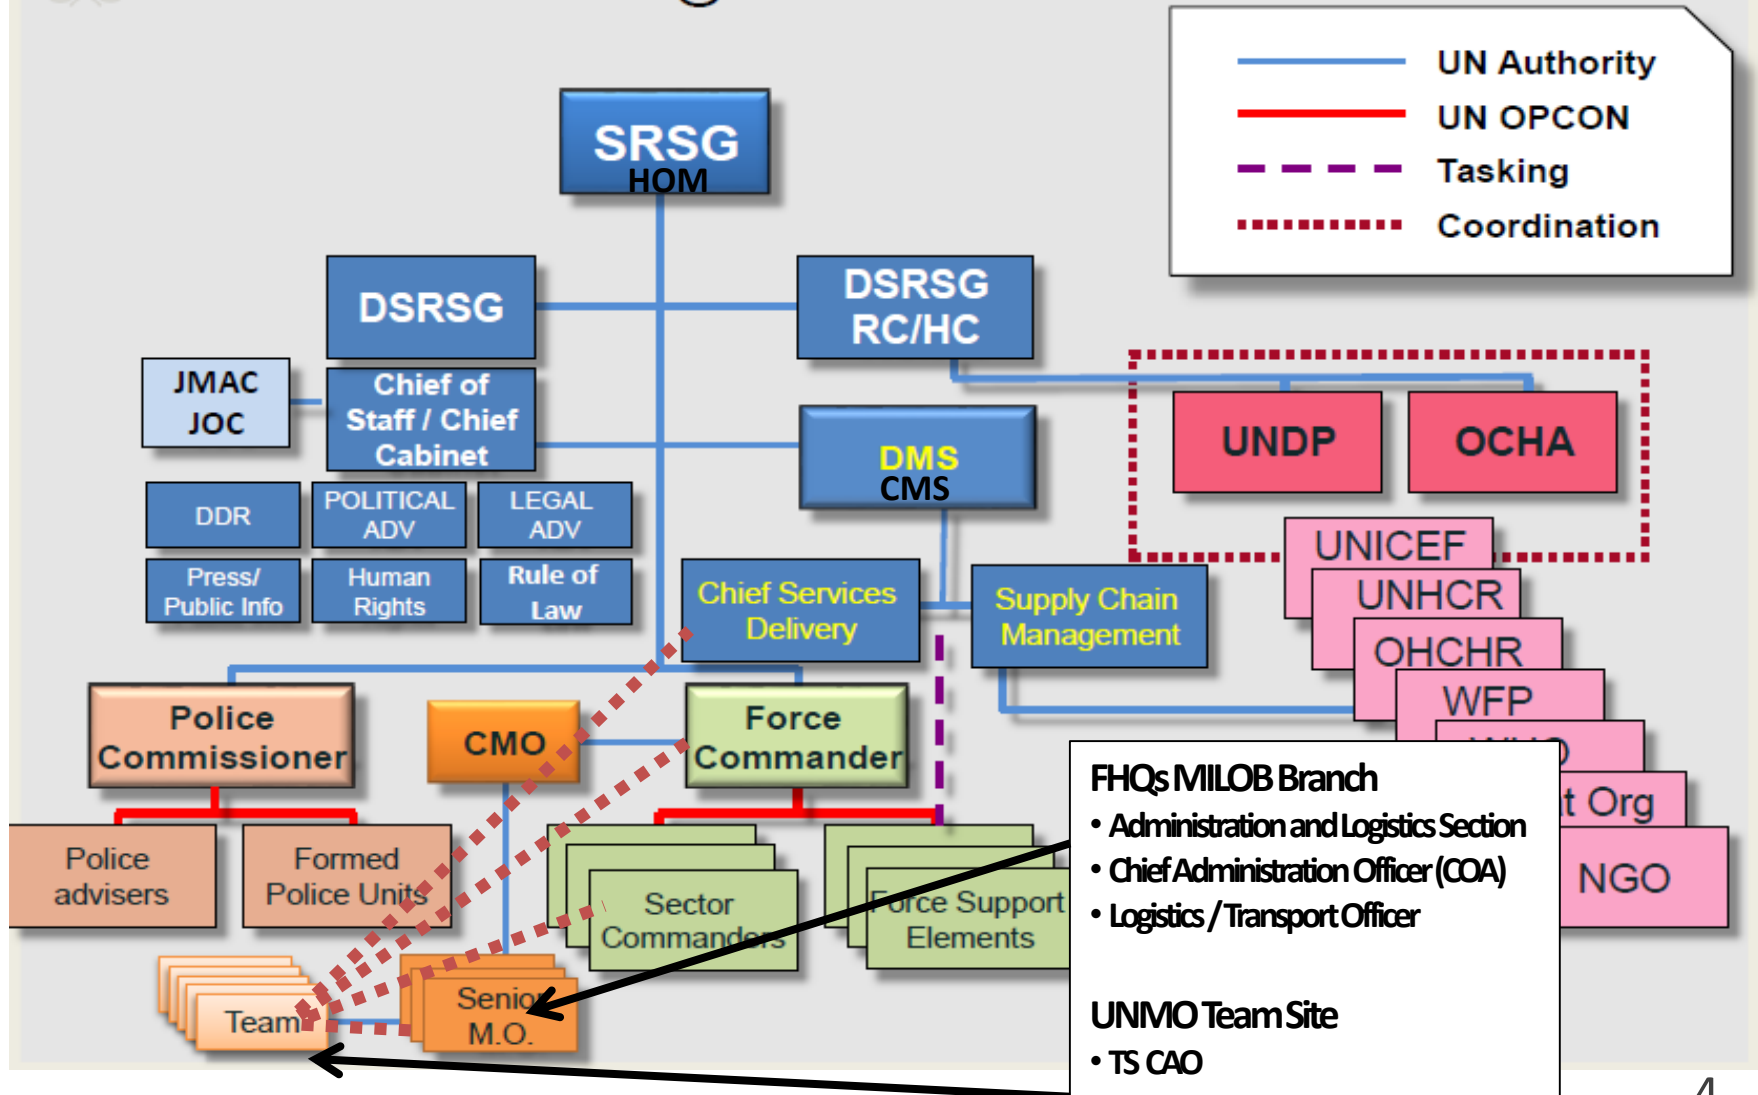 UN Authority
UN OPCON
Tasking
Coordination
SRSG
HOM
DSRSG
DSRSG
RC/HC
JMAC
JOC
Chief of
Staff / Chief
Cabinet
DMS
CMS
UNDP
OCHA
DDR
POLITICAL
ADV
LEGAL
ADV
Press/
Public Info
Human
Rights
Rule of
Law
Chief Services
Delivery
Supply Chain
Management
UNICEF
UNHCR
OHCHR
WFP
Org
NGO
Police
Commissioner
CMO
Force
Commander
Police
advisers
Formed
Police Units
Sector
Commanders
Force Support
Elements
Team
Senior
M.O.
FHQs MILOB Branch
• Administration and Logistics Section
• Chief Administration Officer (COA)
• Logistics / Transport Officer
UNMO Team Site
• TS CAO
4